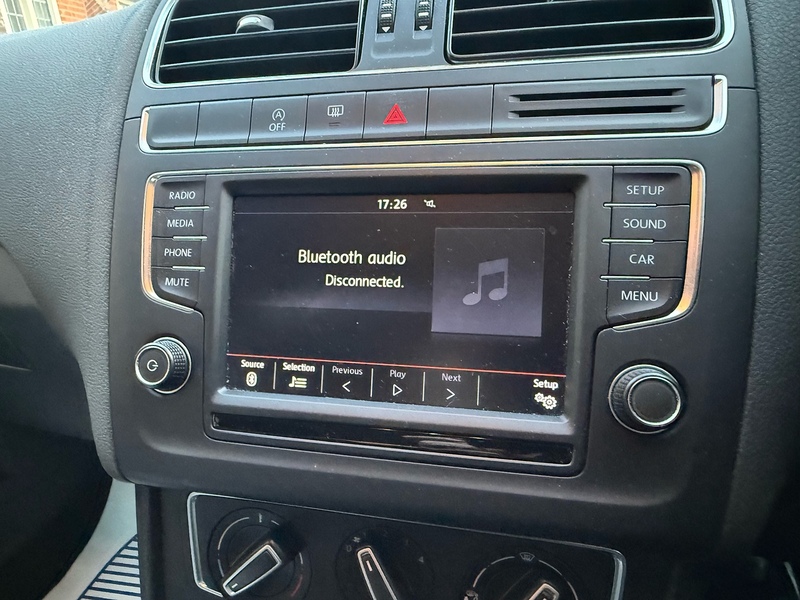 A
OFF
RADIO
MEDIA
PHONE
MUTE
17:26
Bluetooth audio
Disconnected.
Source
Selection
Previous
Play
Next
Setup
SETUP
SOUND
CAR
MENU